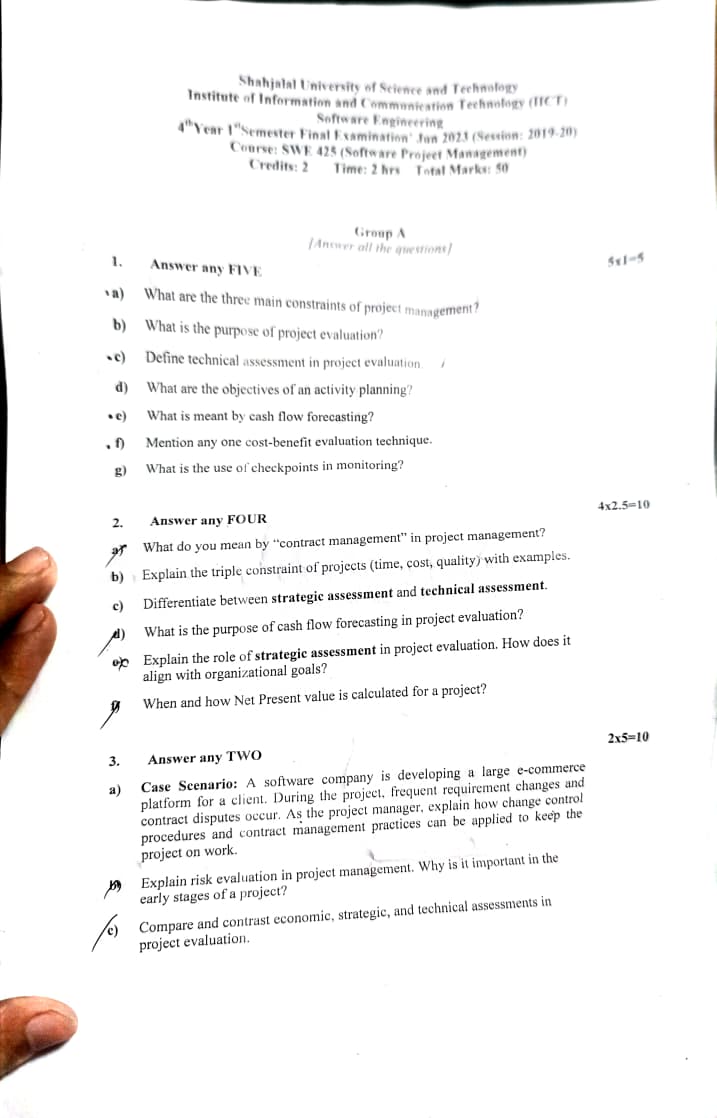 Shahjalal University of Science and Technology
Institute of Information and Communication Technology (IICT)
Software Engineering
4th Year 1st Semester Final Examination' Jun 2023 (Session: 2019-20)
Course: SWE 425 (Software Project Management)
Credits: 2 Time: 2 hrs Total Marks: 50
Group A
[Answer all the questions]
1. Answer any FIVE 5x1=5
a) What are the three main constraints of project management?
b) What is the purpose of project evaluation?
c) Define technical assessment in project evaluation
d) What are the objectives of an activity planning?
e) What is meant by cash flow forecasting?
f) Mention any one cost-benefit evaluation technique.
g) What is the use of checkpoints in monitoring?
2. Answer any FOUR 4x2.5=10
a) What do you mean by “contract management” in project management?
b) Explain the triple constraint of projects (time, cost, quality) with examples.
c) Differentiate between strategic assessment and technical assessment.
d) What is the purpose of cash flow forecasting in project evaluation?
e) Explain the role of strategic assessment in project evaluation. How does it
align with organizational goals?
f) When and how Net Present value is calculated for a project?
3. Answer any TWO 2x5=10
a) Case Scenario: A software company is developing a large e-commerce
platform for a client. During the project, frequent requirement changes and
contract disputes occur. As the project manager, explain how change control
procedures and contract management practices can be applied to keep the
project on work.
b) Explain risk evaluation in project management. Why is it important in the
early stages of a project?
c) Compare and contrast economic, strategic, and technical assessments in
project evaluation.